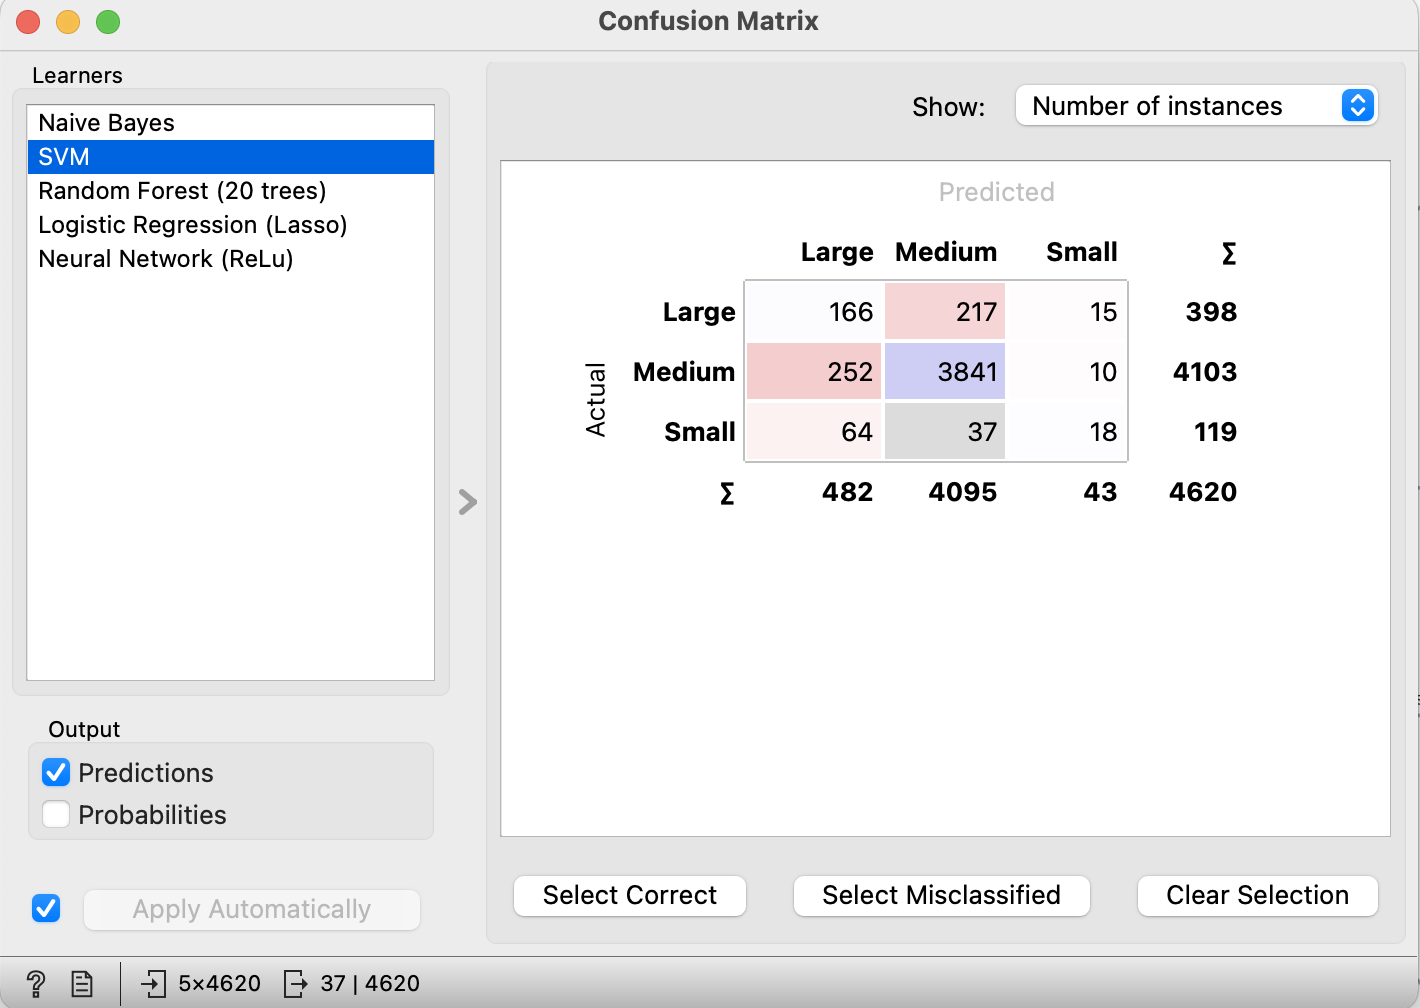 Confusion Matrix
Learners
Naive Bayes
SVM
Random Forest (20 trees)
Logistic Regression (Lasso)
Neural Network (ReLu)
Output
Predictions
Probabilities
Apply Automatically
Show: Number of instances
Predicted
Large Medium Small Σ
Actual
Large 166 217 15 398
Medium 252 3841 10 4103
Small 64 37 18 119
Σ 482 4095 43 4620
Select Correct Select Misclassified Clear Selection
? 5×4620 37 | 4620